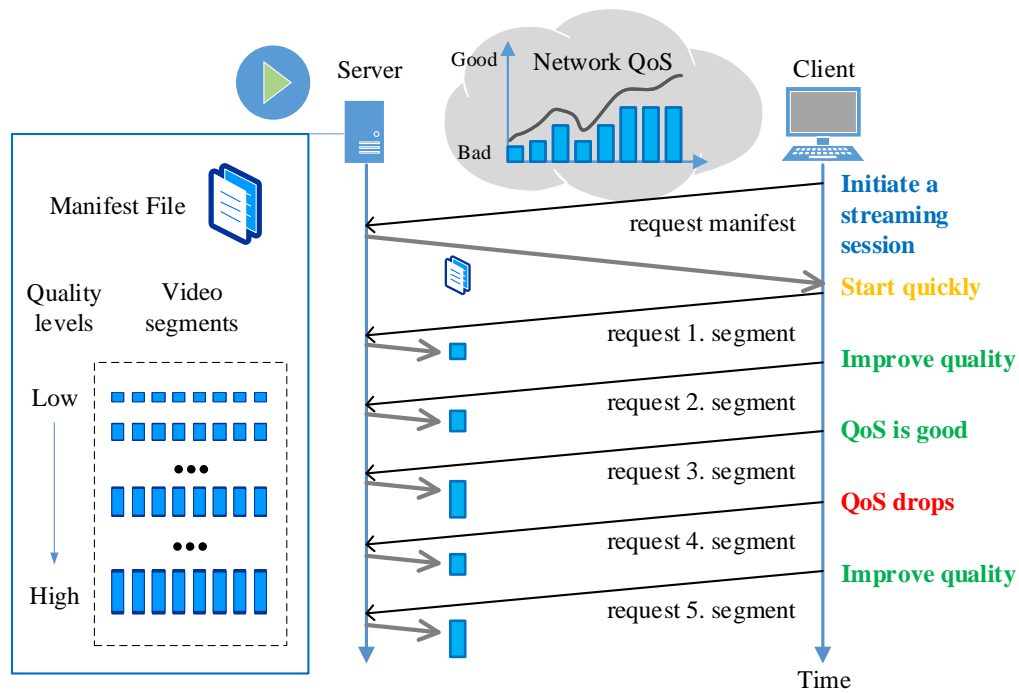 Server
Good
Network QoS
Bad
Client
Manifest File
Quality
levels
Video
segments
Low
High
Initiate a
streaming
session
request manifest
Start quickly
request 1. segment
Improve quality
request 2. segment
QoS is good
request 3. segment
QoS drops
request 4. segment
Improve quality
request 5. segment
Time